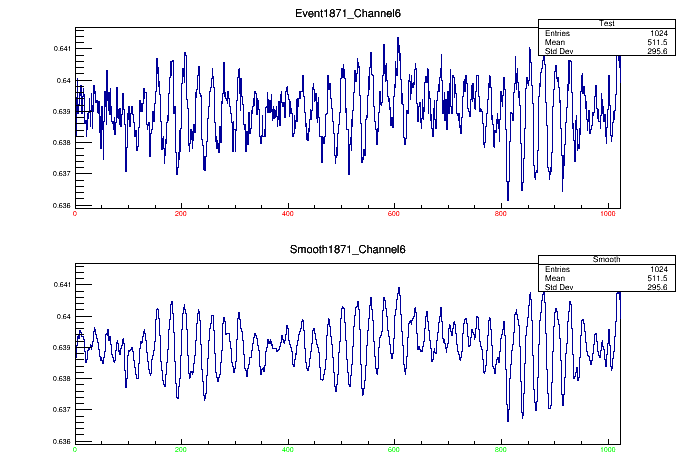 Event1871_Channel6
Test
Entries 1024
Mean 511.5
Std Dev 295.6
0.641
0.64
0.639
0.638
0.637
0.636
0 200 400 600 800 1000
Smooth1871_Channel6
Smooth
Entries 1024
Mean 511.5
Std Dev 295.6
0.641
0.64
0.639
0.638
0.637
0.636
0 200 400 600 800 1000